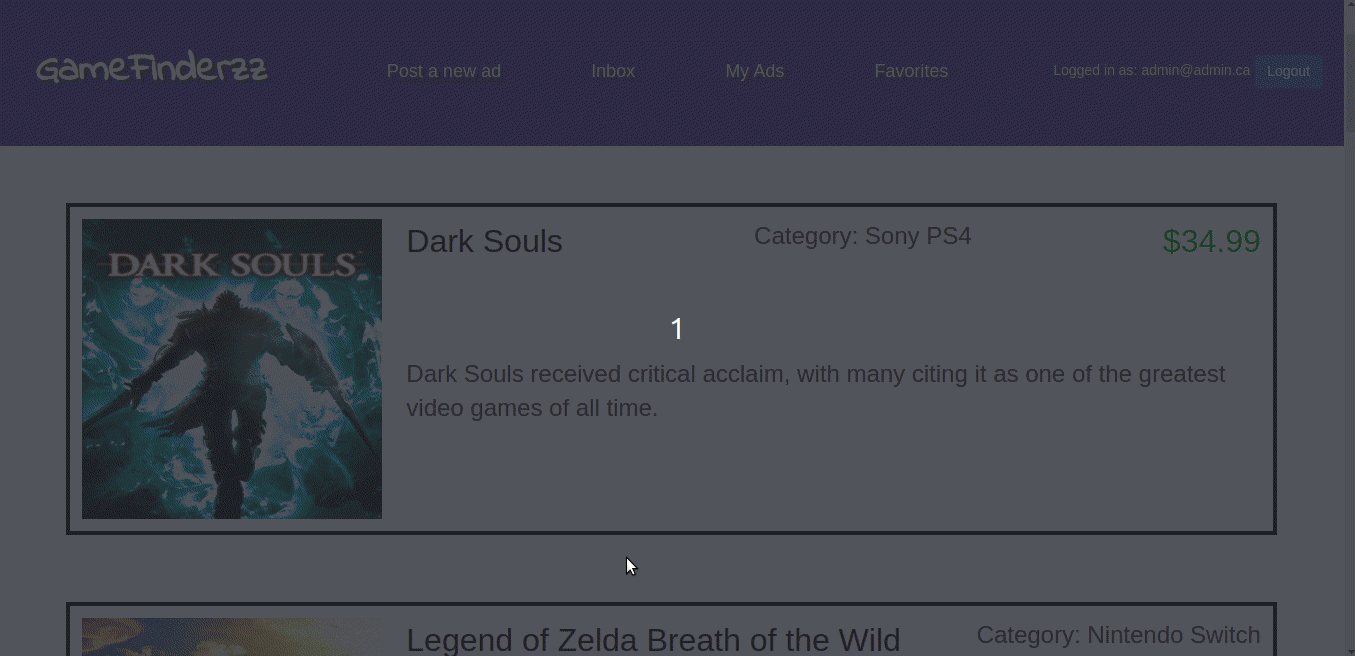 GameFinderzz
Post a new ad
Inbox
My Ads
Favorites
Logged in as: admin@admin.ca
Logout
DARK SOULS
Dark Souls
Category: Sony PS4
$34.99
1
Dark Souls received critical acclaim, with many citing it as one of the greatest
video games of all time.
Legend of Zelda Breath of the Wild
Category: Nintendo Switch